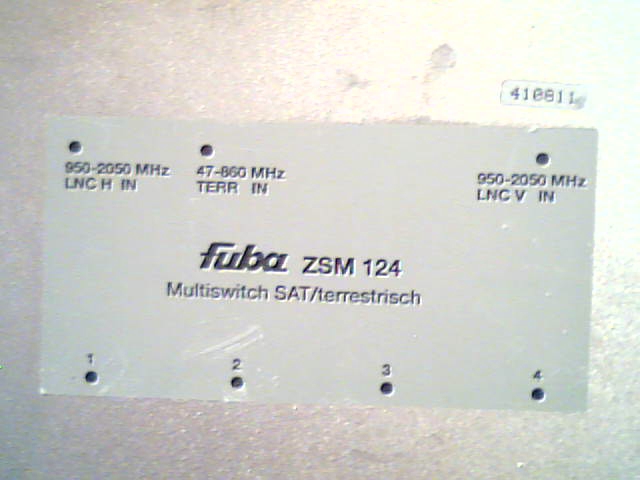 410811
950-2050 MHz
LNC H IN
47-860 MHz
TERR IN
950-2050 MHz
LNC V IN
fuba ZSM 124
Multiswitch SAT/terrestrisch
1
2
3
4